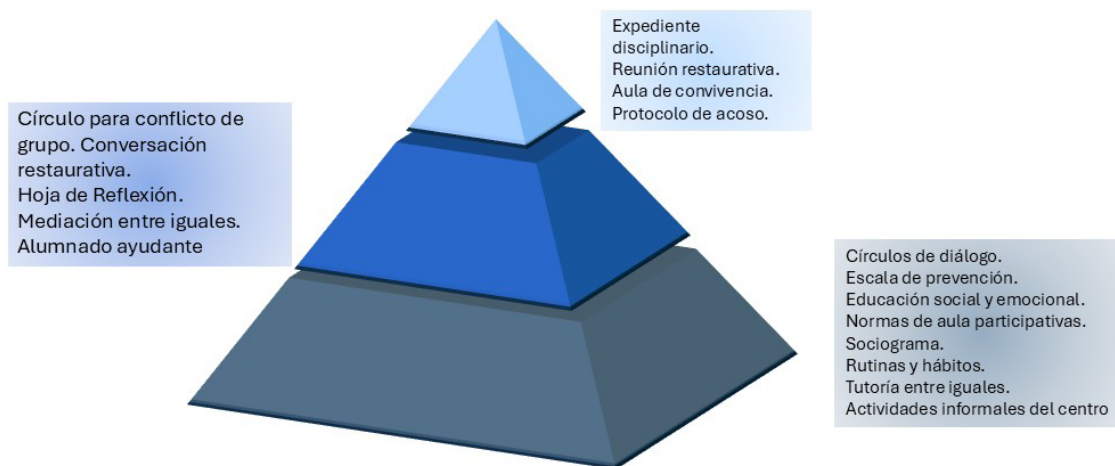 Expediente
disciplinario.
Reunión restaurativa.
Aula de convivencia.
Protocolo de acoso.
Círculo para conflicto de
grupo. Conversación
restaurativa.
Hoja de Reflexión.
Mediación entre iguales.
Alumnado ayudante
Círculos de diálogo.
Escala de prevención.
Educación social y emocional.
Normas de aula participativas.
Sociograma.
Rutinas y hábitos.
Tutoría entre iguales.
Actividades informales del centro